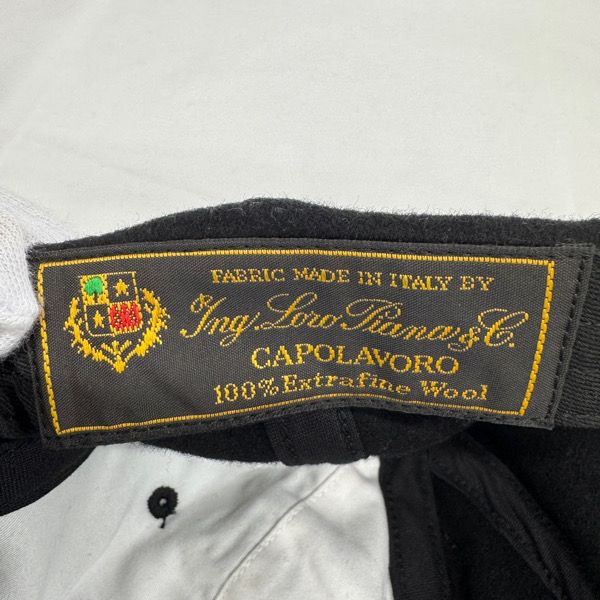 FABRIC MADE IN ITALY BY
Ing Loro Piana & C.
CAPOLAVORO
100% Extrafine Wool